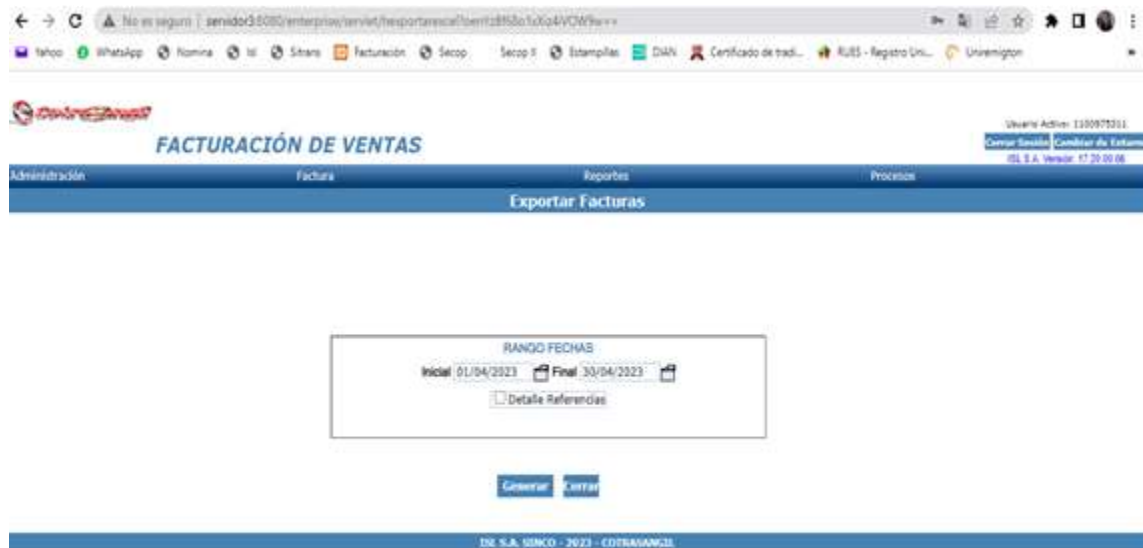 No es seguro | servidor3:8080/enterprise/servlet/
Yahoo WhatsApp Nomina Isl Sitrans Facturación Secop Secop II Estampillas DIAN Certificado de tradi... RUES - Registro Uni... Uniremigton
FACTURACIÓN DE VENTAS
Usuario Activo: 1100975311
Cerrar Sesión Cambiar de Entorno
ISL S.A. Versión: 17.20.00.06
Administración Factura Reportes Procesos
Exportar Facturas
RANGO FECHAS
Inicial 01/04/2023 Final 30/04/2023
Detalle Referencias
Generar Cerrar
ISL S.A. SIINCO - 2023 - COTRASANGIL